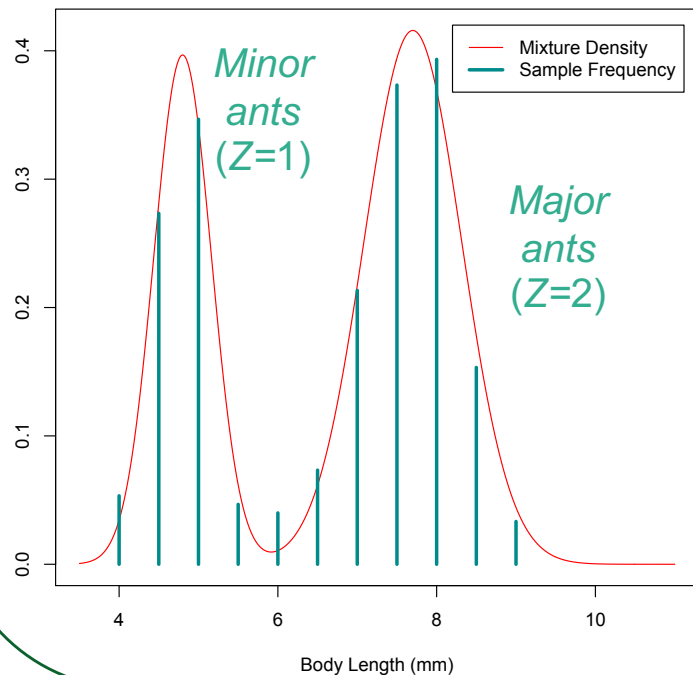 Mixture Density
Sample Frequency
Minor
ants
(Z=1)
Major
ants
(Z=2)
0.4
0.3
0.2
0.1
0.0
4 6 8 10
Body Length (mm)